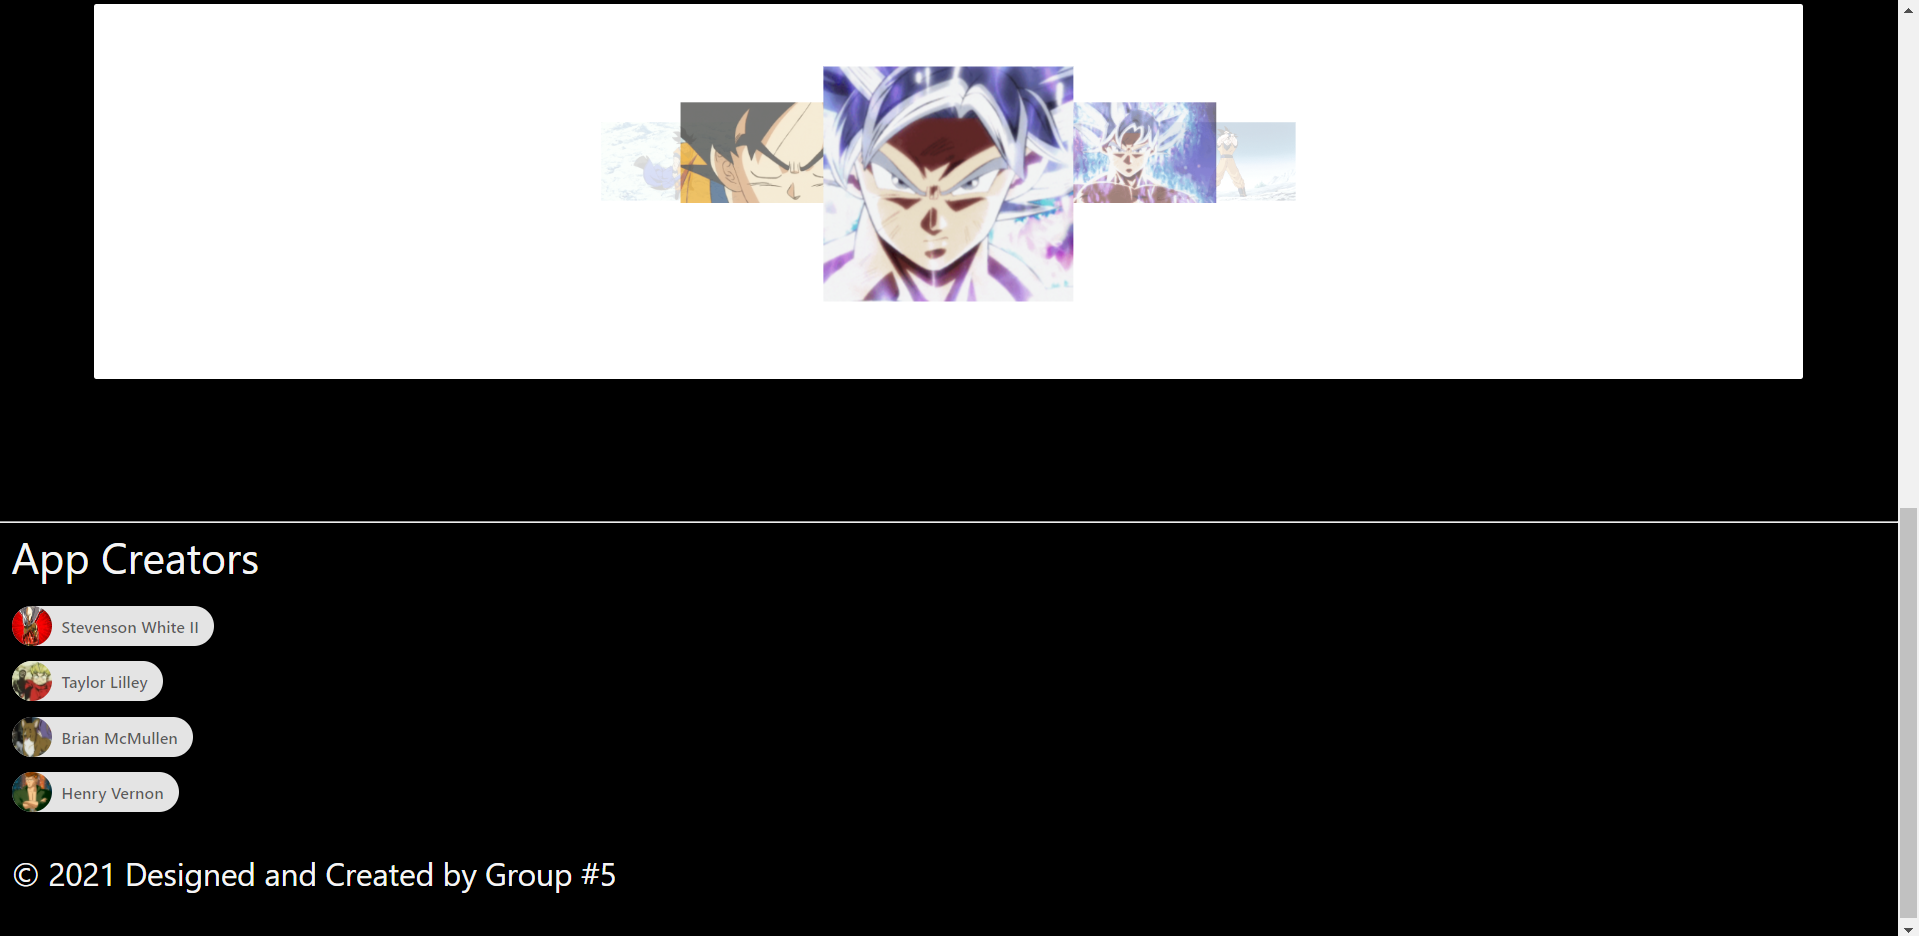 App Creators
Stevenson White II
Taylor Lilley
Brian McMullen
Henry Vernon
© 2021 Designed and Created by Group #5